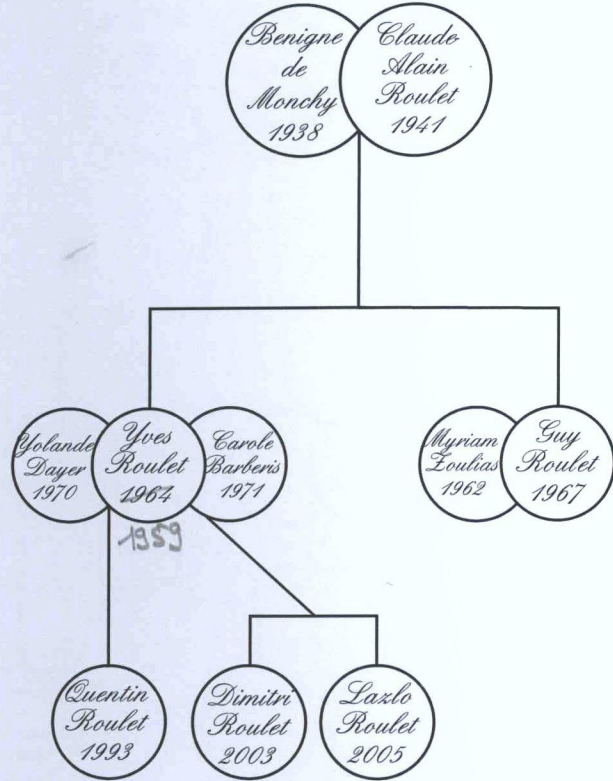 Benigne
de
Monchy
1938
Claude
Alain
Roulet
1941
Yolande
Dayer
1970
Yves
Roulet
1964
1959
Carole
Barberis
1971
Myriam
Zoulias
1962
Guy
Roulet
1967
Quentin
Roulet
1993
Dimitri
Roulet
2003
Lazlo
Roulet
2005